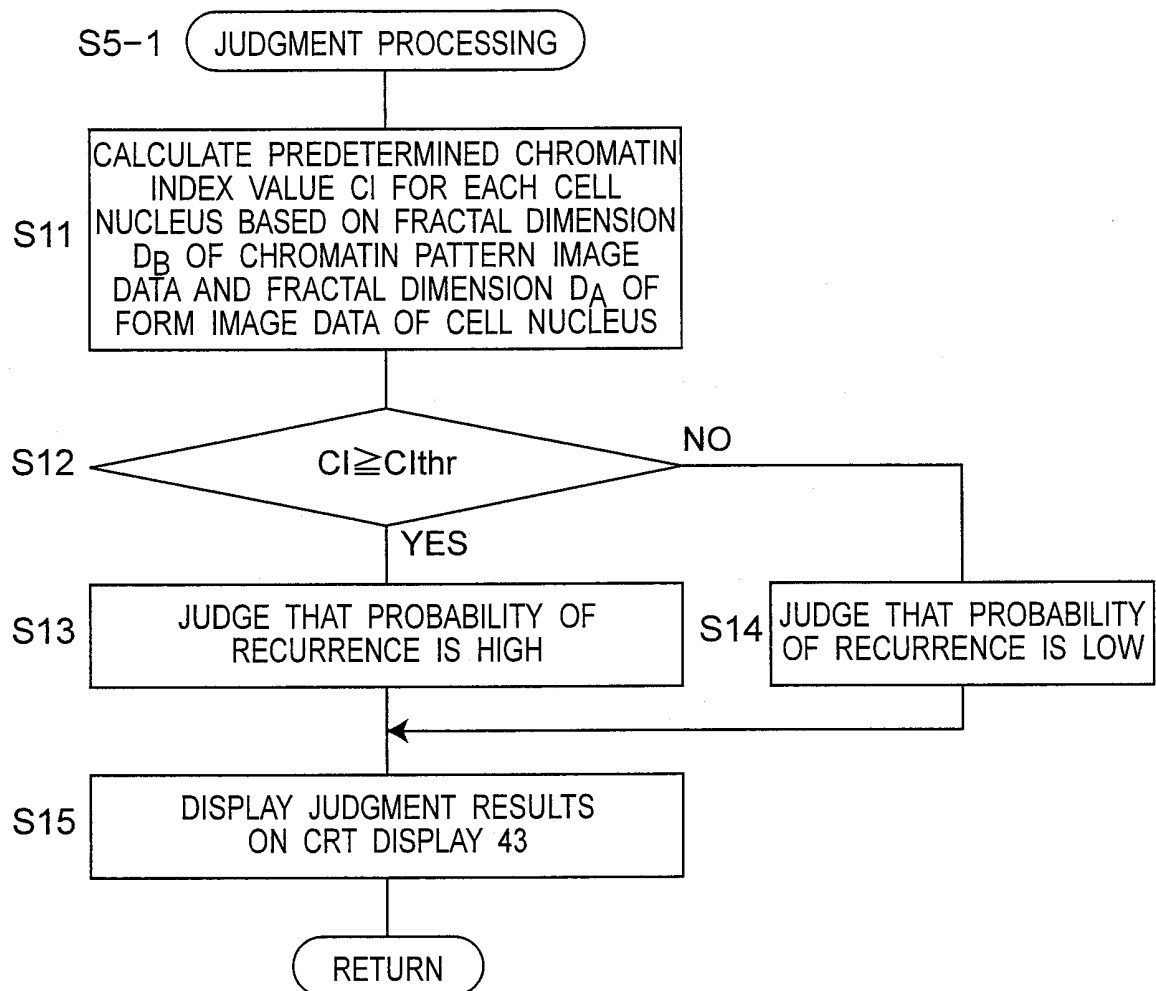 S5-1 JUDGMENT PROCESSING
S11
CALCULATE PREDETERMINED CHROMATIN
INDEX VALUE CI FOR EACH CELL
NUCLEUS BASED ON FRACTAL DIMENSION
DB OF CHROMATIN PATTERN IMAGE
DATA AND FRACTAL DIMENSION DA OF
FORM IMAGE DATA OF CELL NUCLEUS
S12
CI≧CIthr
NO
YES
S13
JUDGE THAT PROBABILITY OF
RECURRENCE IS HIGH
S14
JUDGE THAT PROBABILITY
OF RECURRENCE IS LOW
S15
DISPLAY JUDGMENT RESULTS
ON CRT DISPLAY 43
RETURN